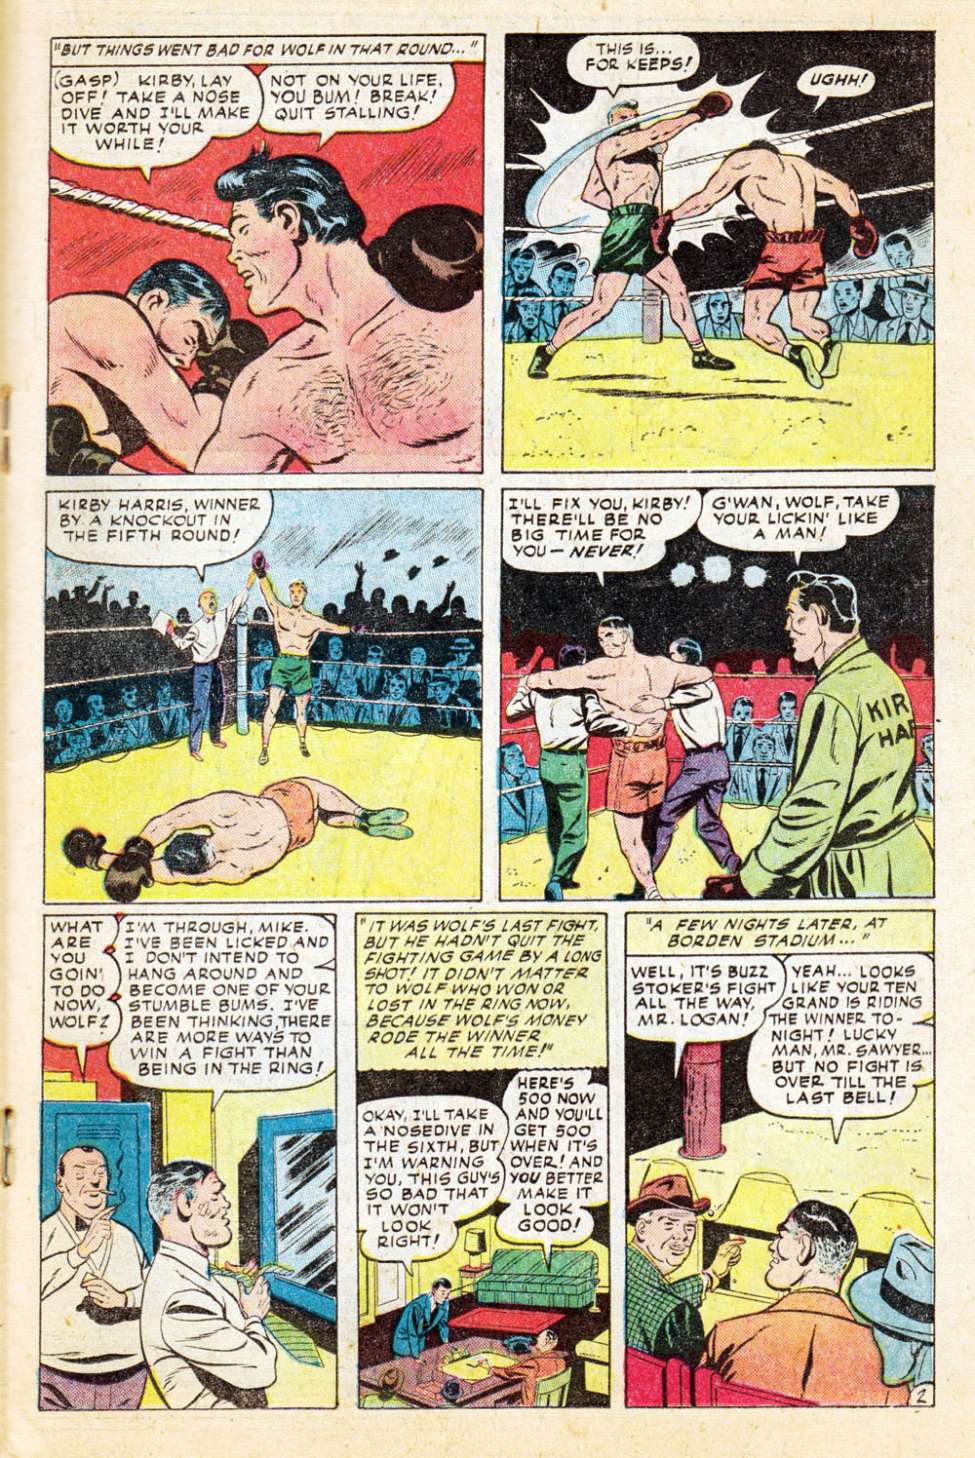 "BUT THINGS WENT BAD FOR WOLF IN THAT ROUND..."
(GASP) KIRBY, LAY
OFF! TAKE A NOSE
DIVE AND I'LL MAKE
IT WORTH YOUR
WHILE!
NOT ON YOUR LIFE,
YOU BUM! BREAK!
QUIT STALLING!
THIS IS...
FOR KEEPS!
UGHH!
KIRBY HARRIS, WINNER
BY A KNOCKOUT IN
THE FIFTH ROUND!
I'LL FIX YOU, KIRBY!
THERE'LL BE NO
BIG TIME FOR
YOU — NEVER!
G'WAN, WOLF, TAKE
YOUR LICKIN' LIKE
A MAN!
KIR
HAR
WHAT
ARE
YOU
GOIN'
TO DO
NOW,
WOLF?
I'M THROUGH, MIKE.
I'VE BEEN LICKED AND
I DON'T INTEND TO
HANG AROUND AND
BECOME ONE OF YOUR
STUMBLE BUMS. I'VE
BEEN THINKING, THERE
ARE MORE WAYS TO
WIN A FIGHT THAN
BEING IN THE RING!
"IT WAS WOLF'S LAST FIGHT,
BUT HE HADN'T QUIT THE
FIGHTING GAME BY A LONG
SHOT! IT DIDN'T MATTER
TO WOLF WHO WON OR
LOST IN THE RING NOW,
BECAUSE WOLF'S MONEY
RODE THE WINNER
ALL THE TIME!"
OKAY, I'LL TAKE
A NOSEDIVE IN
THE SIXTH, BUT
I'M WARNING
YOU, THIS GUY'S
SO BAD THAT
IT WON'T
LOOK
RIGHT!
HERE'S
500 NOW
AND YOU'LL
GET 500
WHEN IT'S
OVER! AND
YOU BETTER
MAKE IT
LOOK
GOOD!
"A FEW NIGHTS LATER, AT
BORDEN STADIUM..."
WELL, IT'S BUZZ
STOKER'S FIGHT
ALL THE WAY,
MR. LOGAN!
YEAH... LOOKS
LIKE YOUR TEN
GRAND IS RIDING
THE WINNER TO-
NIGHT! LUCKY
MAN, MR. SAWYER...
BUT NO FIGHT IS
OVER TILL THE
LAST BELL!
2